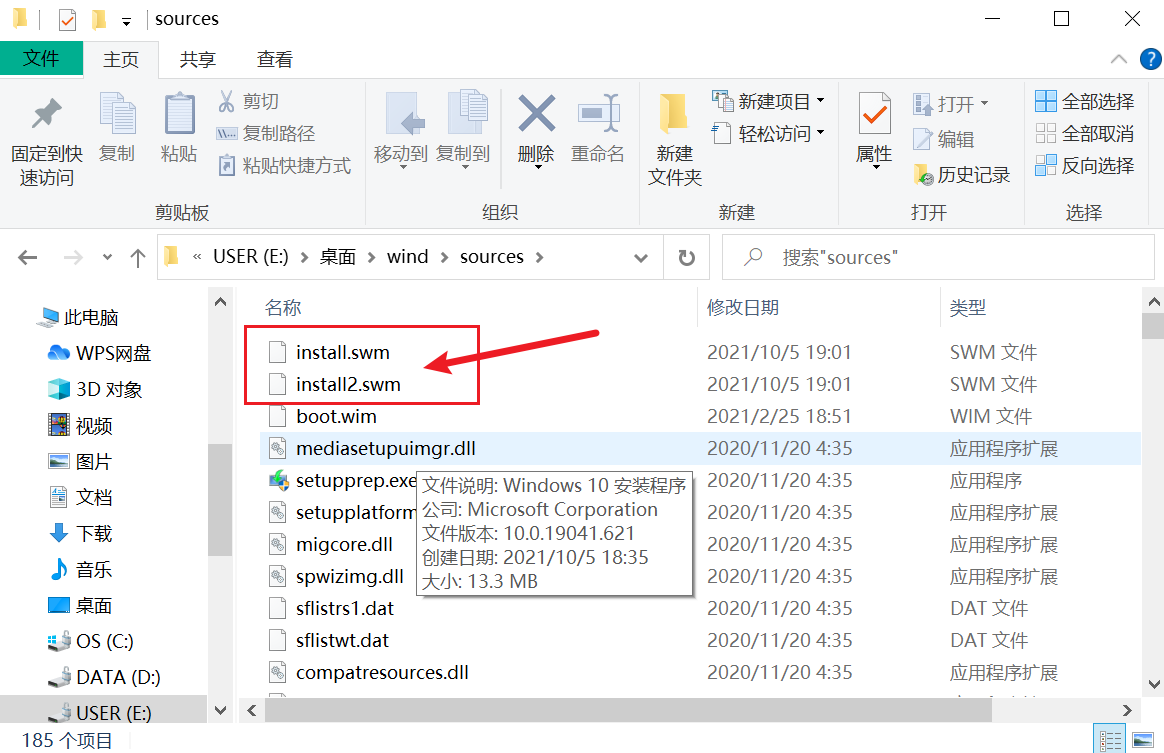 sources
文件 主页 共享 查看
固定到快速访问 复制 粘贴 剪切 复制路径 粘贴快捷方式
剪贴板
移动到 复制到 删除 重命名
组织
新建文件夹 新建项目 轻松访问
新建
属性 打开 编辑 历史记录
打开
全部选择 全部取消 反向选择
选择
« USER (E:) > 桌面 > wind > sources >
搜索"sources"
此电脑
WPS网盘
3D 对象
视频
图片
文档
下载
音乐
桌面
OS (C:)
DATA (D:)
USER (E:)
名称 修改日期 类型
install.swm 2021/10/5 19:01 SWM 文件
install2.swm 2021/10/5 19:01 SWM 文件
boot.wim 2021/2/25 18:51 WIM 文件
mediasetupuimgr.dll 2020/11/20 4:35 应用程序扩展
setupprep.exe 2020/11/20 4:35 应用程序
setupplatform 2020/11/20 4:35 应用程序扩展
migcore.dll 2020/11/20 4:35 应用程序扩展
spwizimg.dll 2020/11/20 4:35 应用程序扩展
sflistrs1.dat 2020/11/20 4:35 DAT 文件
sflistwt.dat 2020/11/20 4:35 DAT 文件
compatresources.dll 2020/11/20 4:35 应用程序扩展
文件说明: Windows 10 安装程序
公司: Microsoft Corporation
文件版本: 10.0.19041.621
创建日期: 2021/10/5 18:35
大小: 13.3 MB
185 个项目